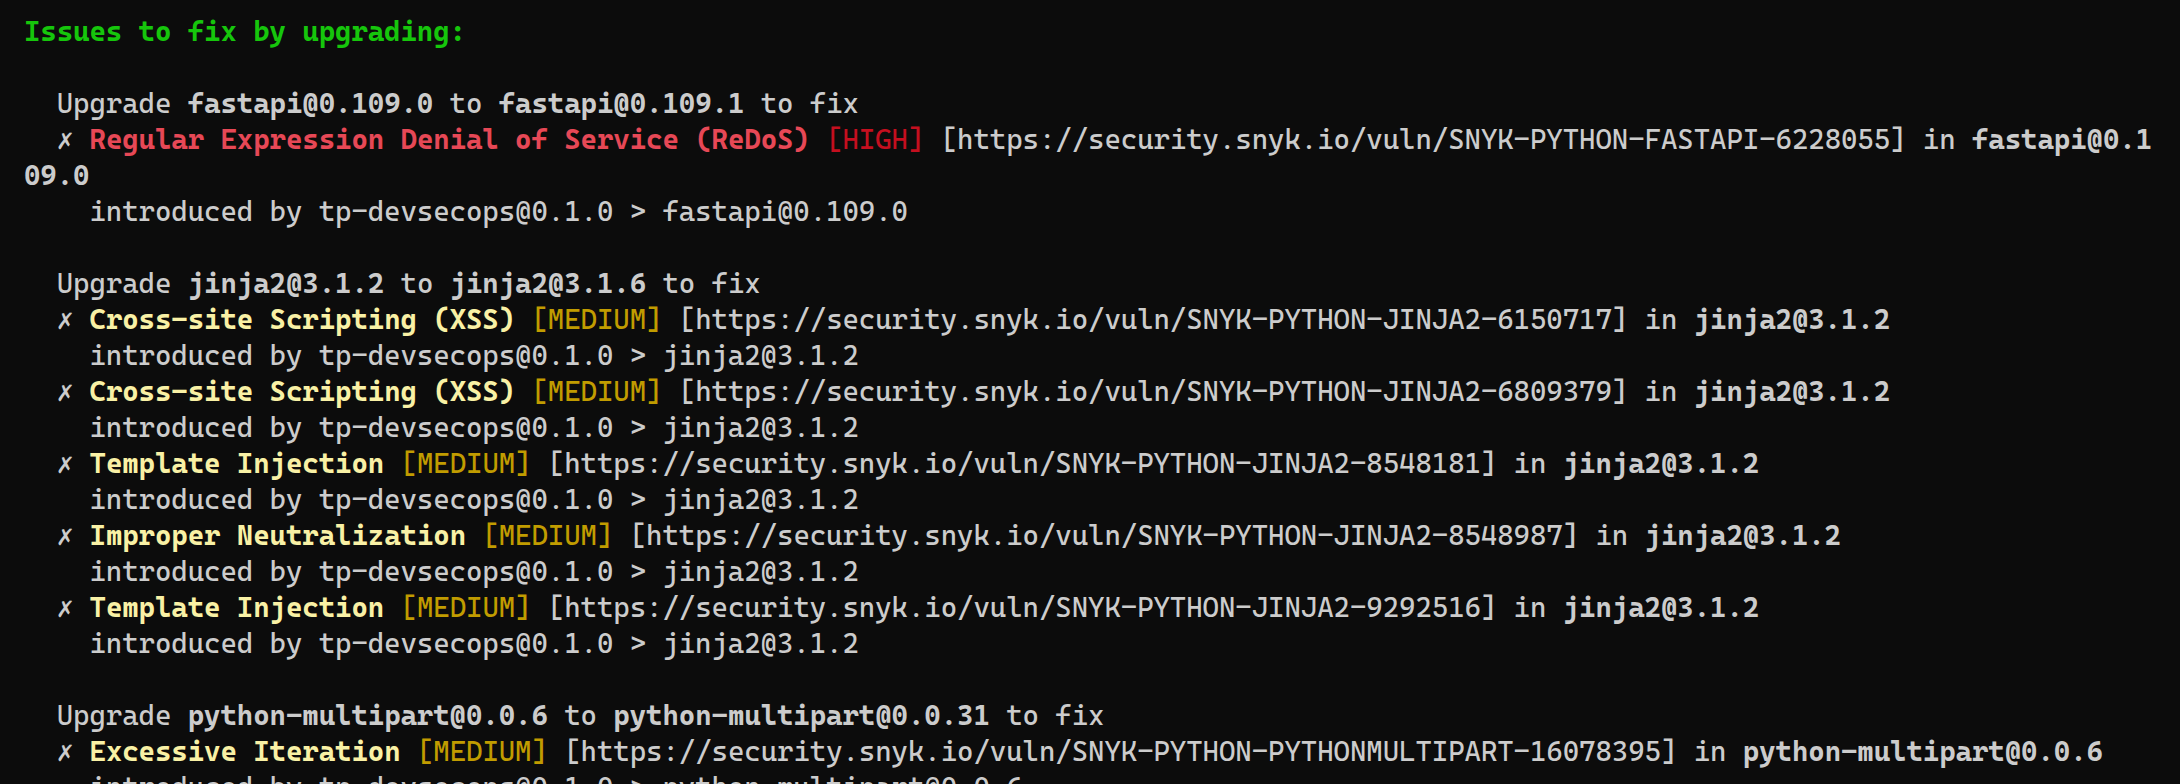 Issues to fix by upgrading:
Upgrade fastapi@0.109.0 to fastapi@0.109.1 to fix
✗ Regular Expression Denial of Service (ReDoS) [HIGH] [https://security.snyk.io/vuln/SNYK-PYTHON-FASTAPI-6228055] in fastapi@0.1
09.0
introduced by tp-devsecops@0.1.0 > fastapi@0.109.0
Upgrade jinja2@3.1.2 to jinja2@3.1.6 to fix
✗ Cross-site Scripting (XSS) [MEDIUM] [https://security.snyk.io/vuln/SNYK-PYTHON-JINJA2-6150717] in jinja2@3.1.2
introduced by tp-devsecops@0.1.0 > jinja2@3.1.2
✗ Cross-site Scripting (XSS) [MEDIUM] [https://security.snyk.io/vuln/SNYK-PYTHON-JINJA2-6809379] in jinja2@3.1.2
introduced by tp-devsecops@0.1.0 > jinja2@3.1.2
✗ Template Injection [MEDIUM] [https://security.snyk.io/vuln/SNYK-PYTHON-JINJA2-8548181] in jinja2@3.1.2
introduced by tp-devsecops@0.1.0 > jinja2@3.1.2
✗ Improper Neutralization [MEDIUM] [https://security.snyk.io/vuln/SNYK-PYTHON-JINJA2-8548987] in jinja2@3.1.2
introduced by tp-devsecops@0.1.0 > jinja2@3.1.2
✗ Template Injection [MEDIUM] [https://security.snyk.io/vuln/SNYK-PYTHON-JINJA2-9292516] in jinja2@3.1.2
introduced by tp-devsecops@0.1.0 > jinja2@3.1.2
Upgrade python-multipart@0.0.6 to python-multipart@0.0.31 to fix
✗ Excessive Iteration [MEDIUM] [https://security.snyk.io/vuln/SNYK-PYTHON-PYTHONMULTIPART-16078395] in python-multipart@0.0.6
introduced by tp-devsecops@0.1.0 > python-multipart@0.0.6